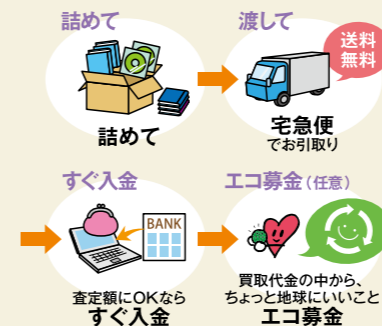 詰めて
詰めて
渡して
送料
無料
宅急便
でお引取り
すぐ入金
BANK
査定額にOKなら
すぐ入金
エコ募金(任意)
買取代金の中から、
ちょっと地球にいいこと
エコ募金